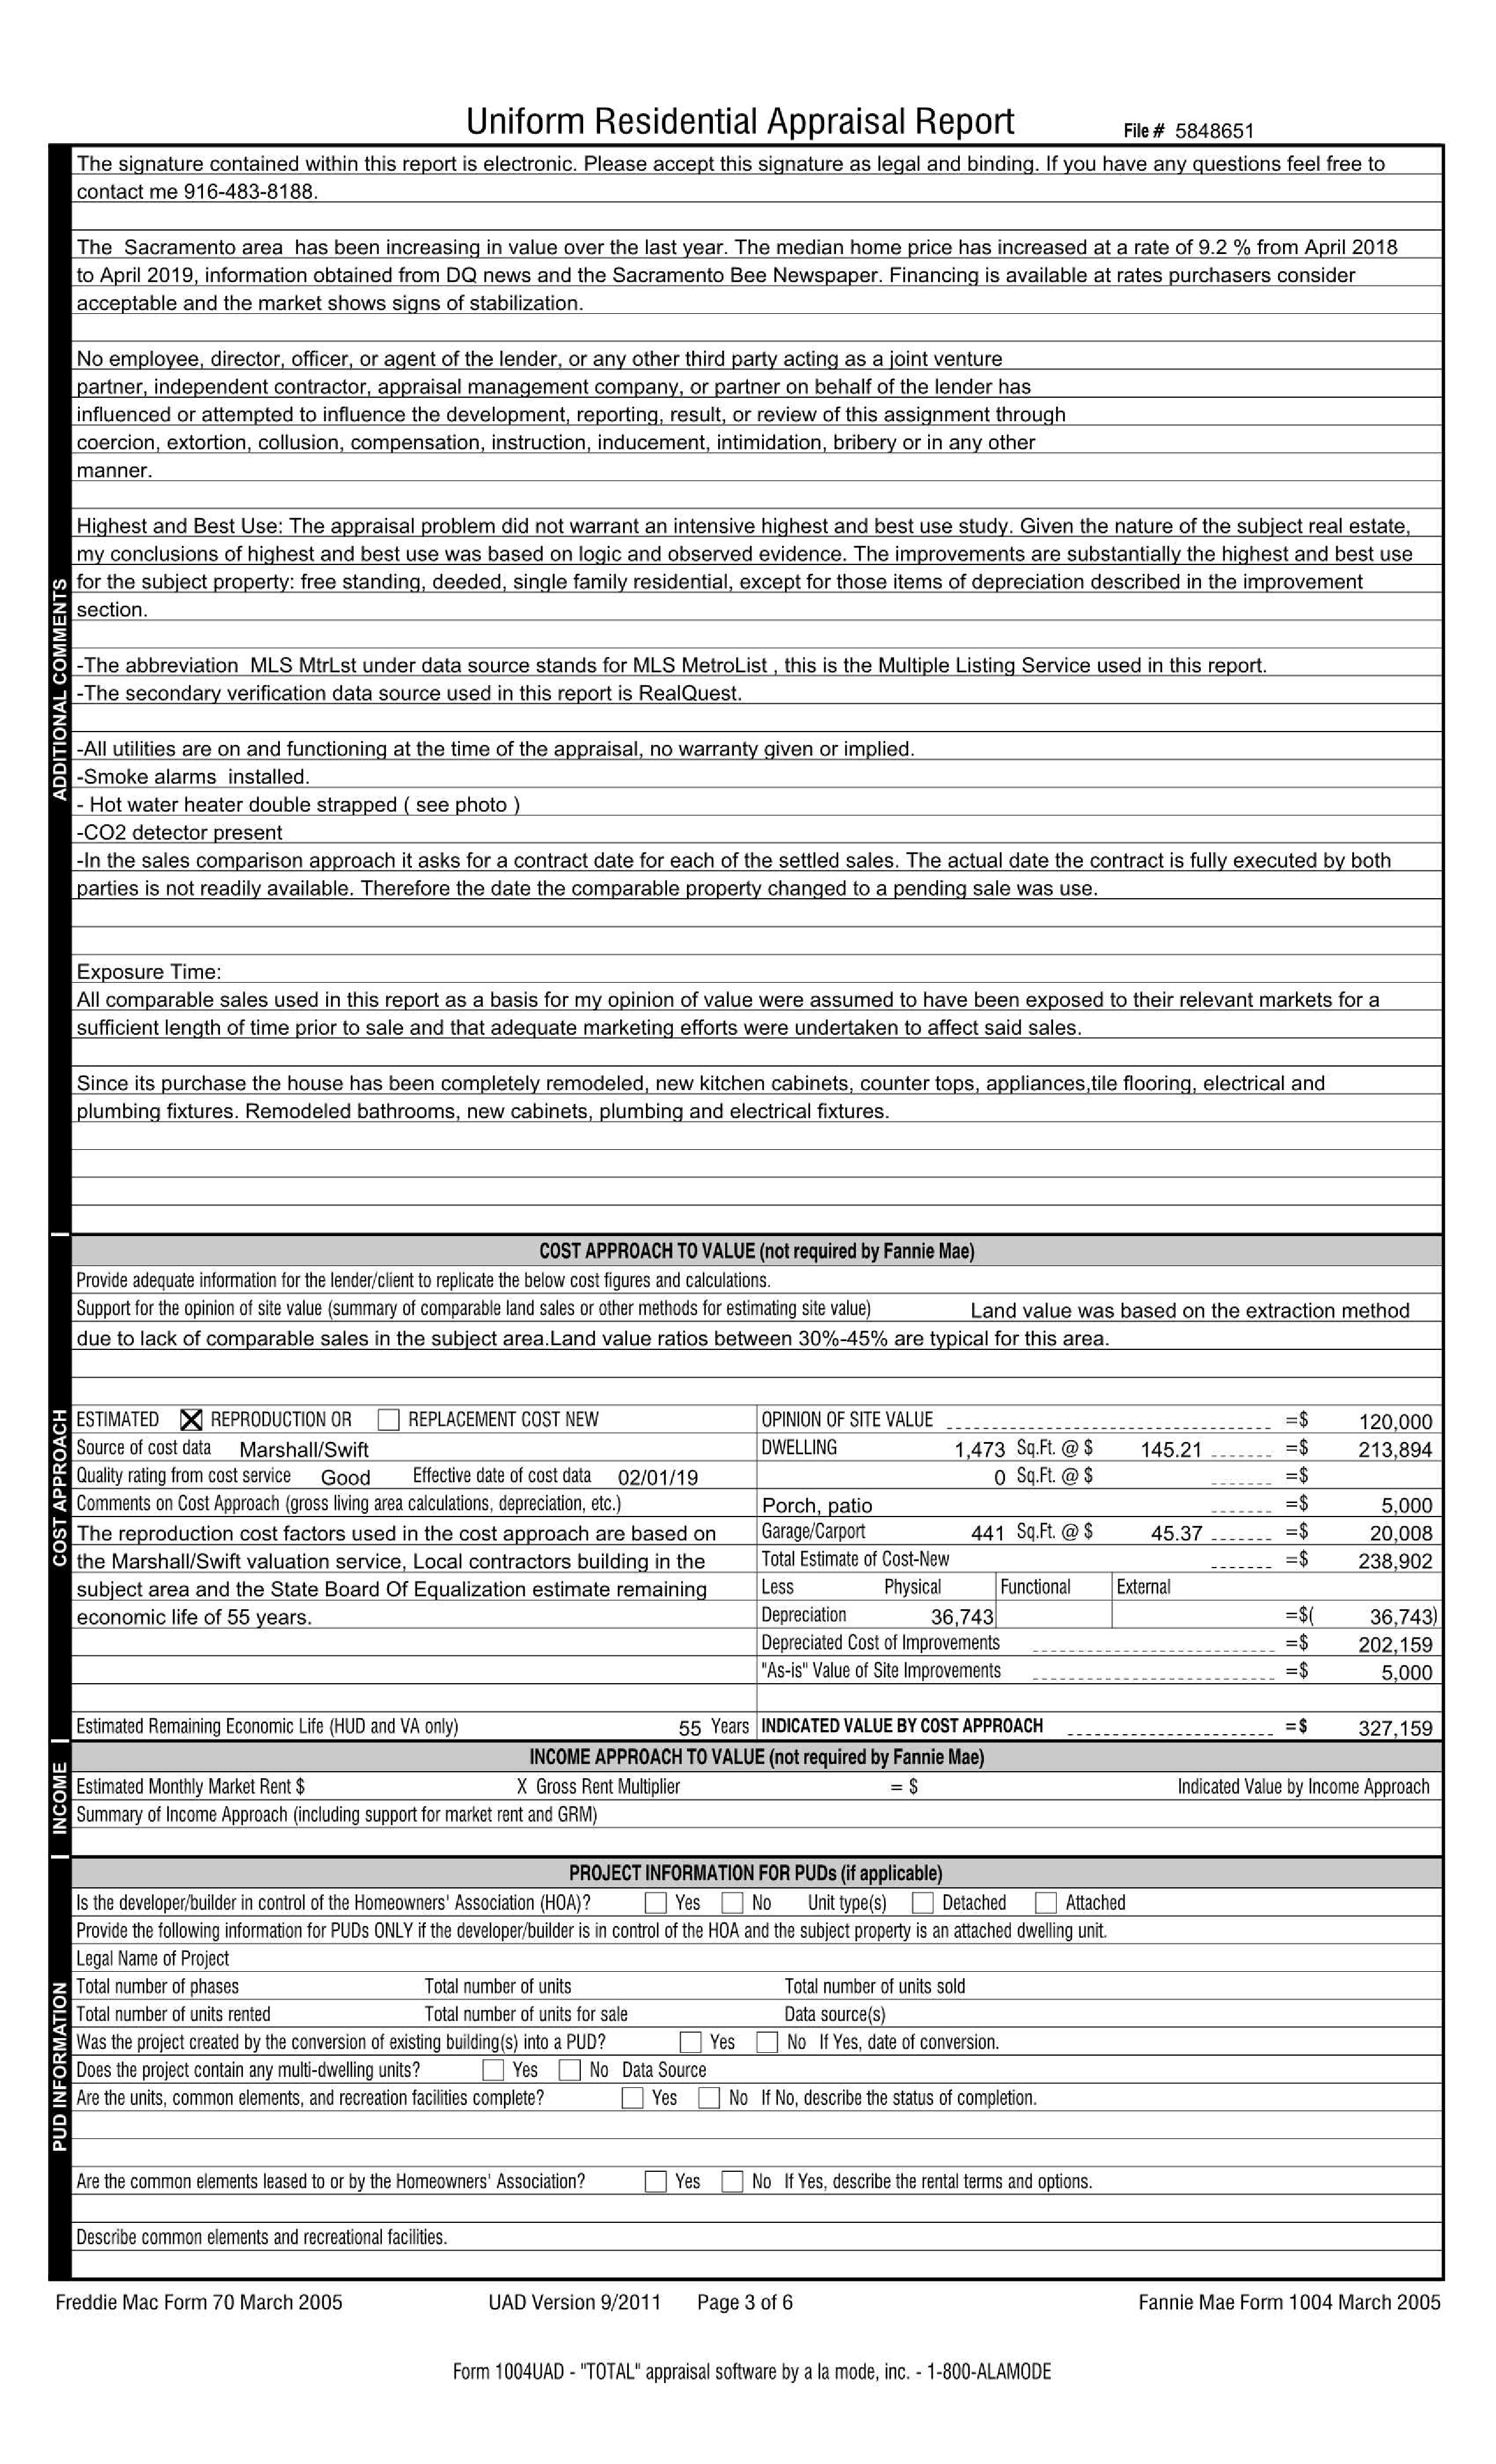 Uniform Residential Appraisal Report File # 5848651
The signature contained within this report is electronic. Please accept this signature as legal and binding. If you have any questions feel free to
contact me 916-483-8188.
The Sacramento area has been increasing in value over the last year. The median home price has increased at a rate of 9.2 % from April 2018
to April 2019, information obtained from DQ news and the Sacramento Bee Newspaper. Financing is available at rates purchasers consider
acceptable and the market shows signs of stabilization.
No employee, director, officer, or agent of the lender, or any other third party acting as a joint venture
partner, independent contractor, appraisal management company, or partner on behalf of the lender has
influenced or attempted to influence the development, reporting, result, or review of this assignment through
coercion, extortion, collusion, compensation, instruction, inducement, intimidation, bribery or in any other
manner.
Highest and Best Use: The appraisal problem did not warrant an intensive highest and best use study. Given the nature of the subject real estate,
my conclusions of highest and best use was based on logic and observed evidence. The improvements are substantially the highest and best use
for the subject property: free standing, deeded, single family residential, except for those items of depreciation described in the improvement
section.
-The abbreviation MLS MtrLst under data source stands for MLS MetroList , this is the Multiple Listing Service used in this report.
-The secondary verification data source used in this report is RealQuest.
-All utilities are on and functioning at the time of the appraisal, no warranty given or implied.
-Smoke alarms installed.
- Hot water heater double strapped ( see photo )
-CO2 detector present
-In the sales comparison approach it asks for a contract date for each of the settled sales. The actual date the contract is fully executed by both
parties is not readily available. Therefore the date the comparable property changed to a pending sale was use.
Exposure Time:
All comparable sales used in this report as a basis for my opinion of value were assumed to have been exposed to their relevant markets for a
sufficient length of time prior to sale and that adequate marketing efforts were undertaken to affect said sales.
Since its purchase the house has been completely remodeled, new kitchen cabinets, counter tops, appliances,tile flooring, electrical and
plumbing fixtures. Remodeled bathrooms, new cabinets, plumbing and electrical fixtures.
ADDITIONAL COMMENTS
COST APPROACH TO VALUE (not required by Fannie Mae)
Provide adequate information for the lender/client to replicate the below cost figures and calculations.
Support for the opinion of site value (summary of comparable land sales or other methods for estimating site value) Land value was based on the extraction method
due to lack of comparable sales in the subject area.Land value ratios between 30%-45% are typical for this area.
COST APPROACH
ESTIMATED REPRODUCTION OR REPLACEMENT COST NEW
Source of cost data Marshall/Swift
Quality rating from cost service Good Effective date of cost data 02/01/19
Comments on Cost Approach (gross living area calculations, depreciation, etc.)
The reproduction cost factors used in the cost approach are based on
the Marshall/Swift valuation service, Local contractors building in the
subject area and the State Board Of Equalization estimate remaining
economic life of 55 years.
Estimated Remaining Economic Life (HUD and VA only) 55 Years
OPINION OF SITE VALUE =$ 120,000
DWELLING 1,473 Sq.Ft. @ $ 145.21 =$ 213,894
0 Sq.Ft. @ $ =$
Porch, patio =$ 5,000
Garage/Carport 441 Sq.Ft. @ $ 45.37 =$ 20,008
Total Estimate of Cost-New =$ 238,902
Less Physical Functional External
Depreciation 36,743 =$( 36,743)
Depreciated Cost of Improvements =$ 202,159
"As-is" Value of Site Improvements =$ 5,000
INDICATED VALUE BY COST APPROACH =$ 327,159
INCOME
INCOME APPROACH TO VALUE (not required by Fannie Mae)
Estimated Monthly Market Rent $ X Gross Rent Multiplier = $ Indicated Value by Income Approach
Summary of Income Approach (including support for market rent and GRM)
PROJECT INFORMATION FOR PUDs (if applicable)
Is the developer/builder in control of the Homeowners' Association (HOA)? Yes No Unit type(s) Detached Attached
Provide the following information for PUDs ONLY if the developer/builder is in control of the HOA and the subject property is an attached dwelling unit.
Legal Name of Project
Total number of phases Total number of units Total number of units sold
Total number of units rented Total number of units for sale Data source(s)
Was the project created by the conversion of existing building(s) into a PUD? Yes No If Yes, date of conversion.
Does the project contain any multi-dwelling units? Yes No Data Source
Are the units, common elements, and recreation facilities complete? Yes No If No, describe the status of completion.
PUD INFORMATION
Are the common elements leased to or by the Homeowners' Association? Yes No If Yes, describe the rental terms and options.
Describe common elements and recreational facilities.
Freddie Mac Form 70 March 2005 UAD Version 9/2011 Page 3 of 6 Fannie Mae Form 1004 March 2005
Form 1004UAD - "TOTAL" appraisal software by a la mode, inc. - 1-800-ALAMODE